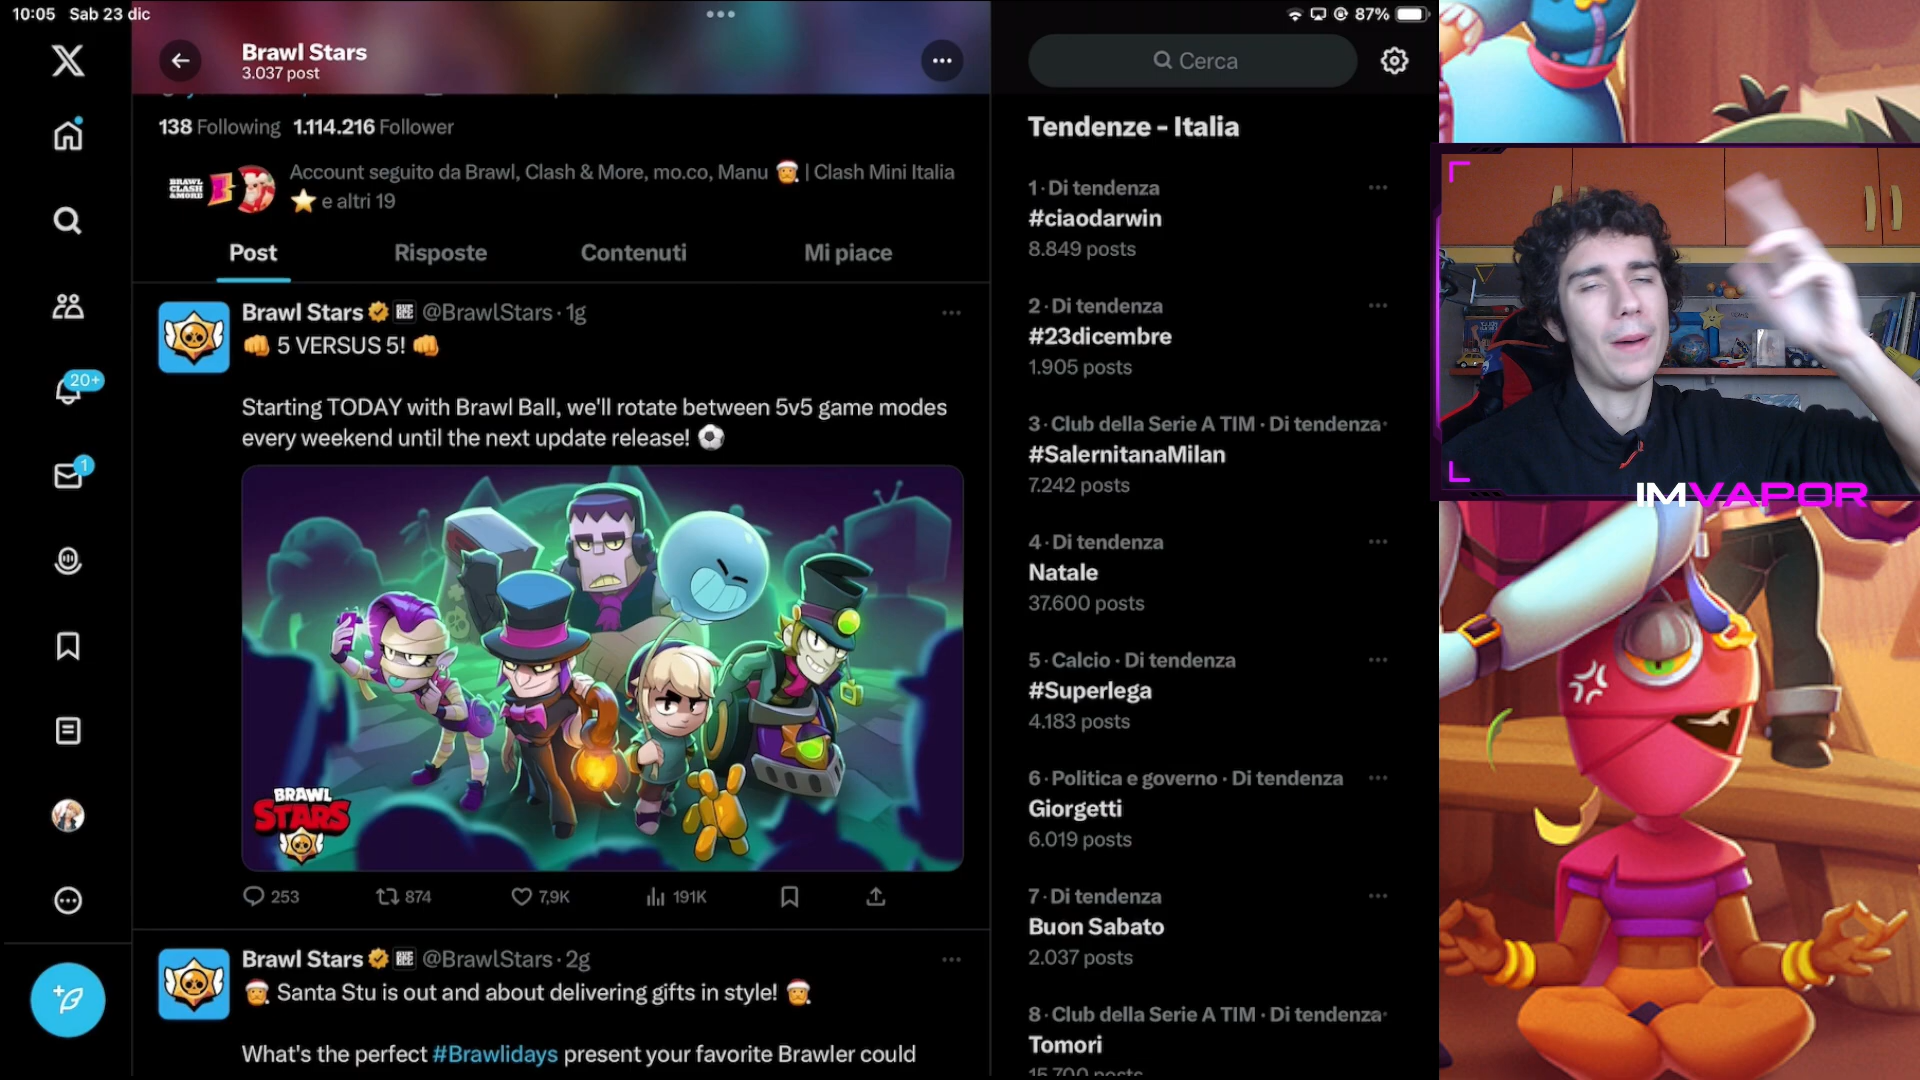 10:05 Sab 23 dic
87%
Brawl Stars
3.037 post
138 Following 1.114.216 Follower
BRAWL
CLASH
&MORE
Account seguito da Brawl, Clash & More, mo.co, Manu 🎅 | Clash Mini Italia
⭐ e altri 19
Post Risposte Contenuti Mi piace
Brawl Stars @BrawlStars · 1g
👊 5 VERSUS 5! 👊
Starting TODAY with Brawl Ball, we'll rotate between 5v5 game modes
every weekend until the next update release! ⚽
BRAWL
STARS
253 874 7,9K 191K
Brawl Stars @BrawlStars · 2g
🎅 Santa Stu is out and about delivering gifts in style! 🎅
What's the perfect #Brawlidays present your favorite Brawler could
20+
1
Cerca
Tendenze - Italia
1 · Di tendenza
#ciaodarwin
8.849 posts
2 · Di tendenza
#23dicembre
1.905 posts
3 · Club della Serie A TIM · Di tendenza
#SalernitanaMilan
7.242 posts
4 · Di tendenza
Natale
37.600 posts
5 · Calcio · Di tendenza
#Superlega
4.183 posts
6 · Politica e governo · Di tendenza
Giorgetti
6.019 posts
7 · Di tendenza
Buon Sabato
2.037 posts
8 · Club della Serie A TIM · Di tendenza
Tomori
15.700 posts
IMVAPOR